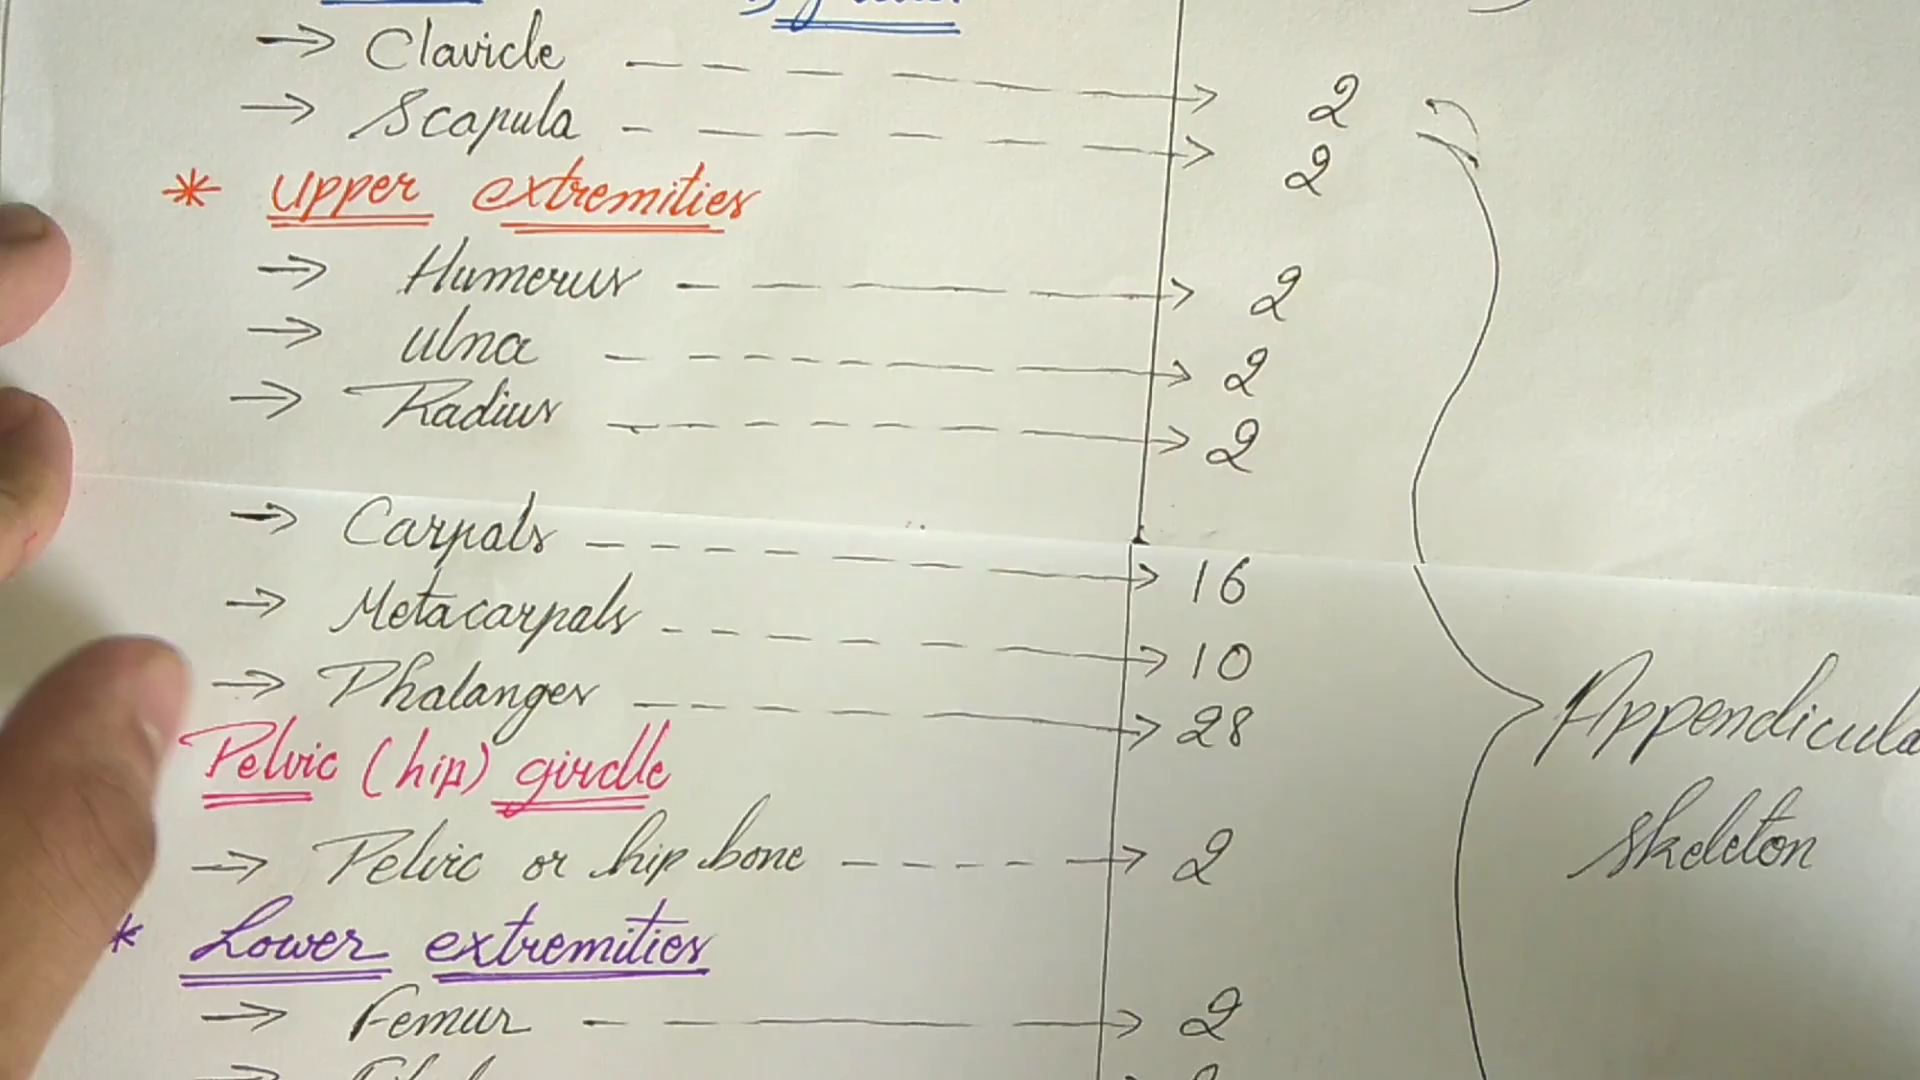 → Clavicle → 2
→ Scapula → 2
* Upper extremities
→ Humerus → 2
→ ulna → 2
→ Radius → 2
→ Carpals → 16
→ Metacarpals → 10
→ Phalanges → 28
Appendicula
skeleton
Pelvic (hip) girdle
→ Pelvic or hip bone → 2
* Lower extremities
→ Femur → 2